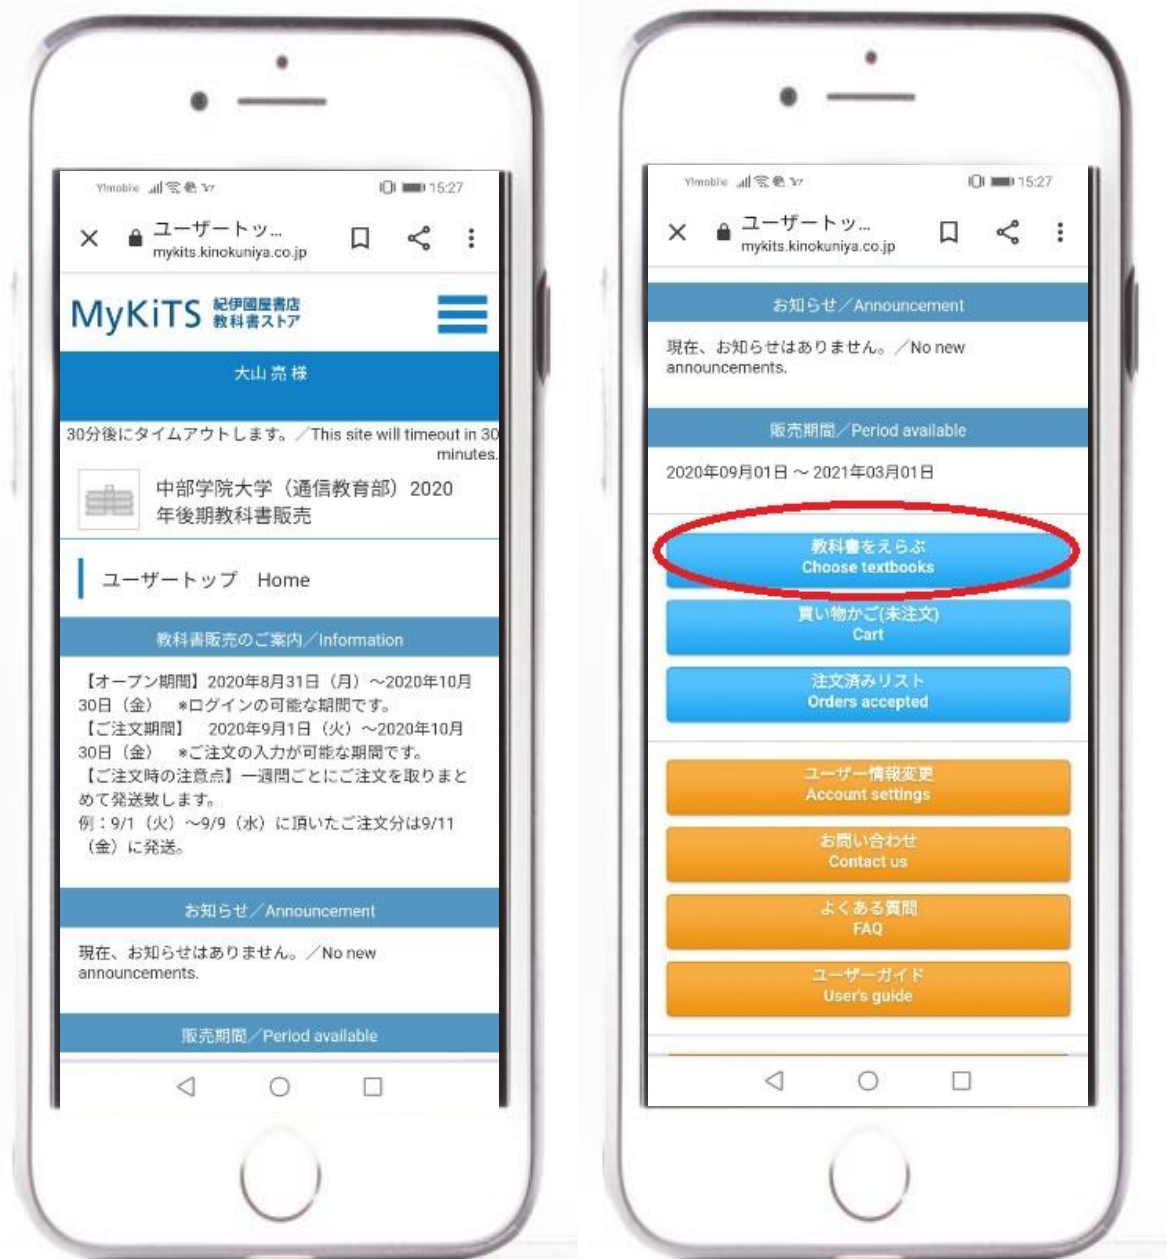 Y!mobile
15:27
ユーザートッ...
mykits.kinokuniya.co.jp
MyKiTS 紀伊國屋書店
教科書ストア
大山 亮 様
30分後にタイムアウトします。／This site will timeout in 30
minutes.
中部学院大学（通信教育部）2020
年後期教科書販売
ユーザートップ Home
教科書販売のご案内／Information
【オープン期間】2020年8月31日（月）～2020年10月
30日（金） *ログインの可能な期間です。
【ご注文期間】 2020年9月1日（火）～2020年10月
30日（金） *ご注文の入力が可能な期間です。
【ご注文時の注意点】一週間ごとにご注文を取りまと
めて発送致します。
例：9/1（火）～9/9（水）に頂いたご注文分は9/11
（金）に発送。
お知らせ／Announcement
現在、お知らせはありません。／No new
announcements.
販売期間／Period available
Y!mobile
15:27
ユーザートッ...
mykits.kinokuniya.co.jp
お知らせ／Announcement
現在、お知らせはありません。／No new
announcements.
販売期間／Period available
2020年09月01日 ～ 2021年03月01日
教科書をえらぶ
Choose textbooks
買い物かご(未注文)
Cart
注文済みリスト
Orders accepted
ユーザー情報変更
Account settings
お問い合わせ
Contact us
よくある質問
FAQ
ユーザーガイド
User's guide